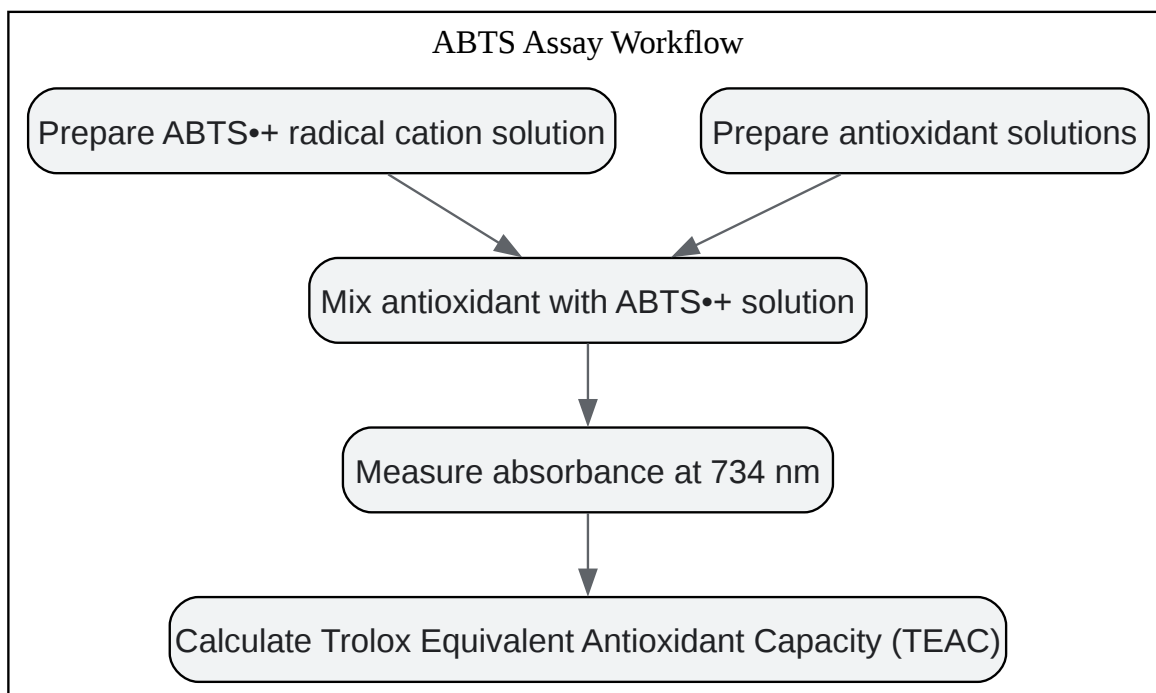 ABTS Assay Workflow
Prepare ABTS•+ radical cation solution
Prepare antioxidant solutions
Mix antioxidant with ABTS•+ solution
Measure absorbance at 734 nm
Calculate Trolox Equivalent Antioxidant Capacity (TEAC)